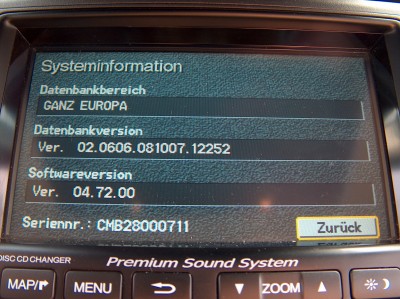 Systeminformation
Datenbankbereich
GANZ EUROPA
Datenbankversion
Ver. 02.0606.081007.12252
Softwareversion
Ver. 04.72.00
Seriennr.: CMB28000711
Zurück
DISC CD CHANGER
Premium Sound System
MAP/
MENU
ZOOM